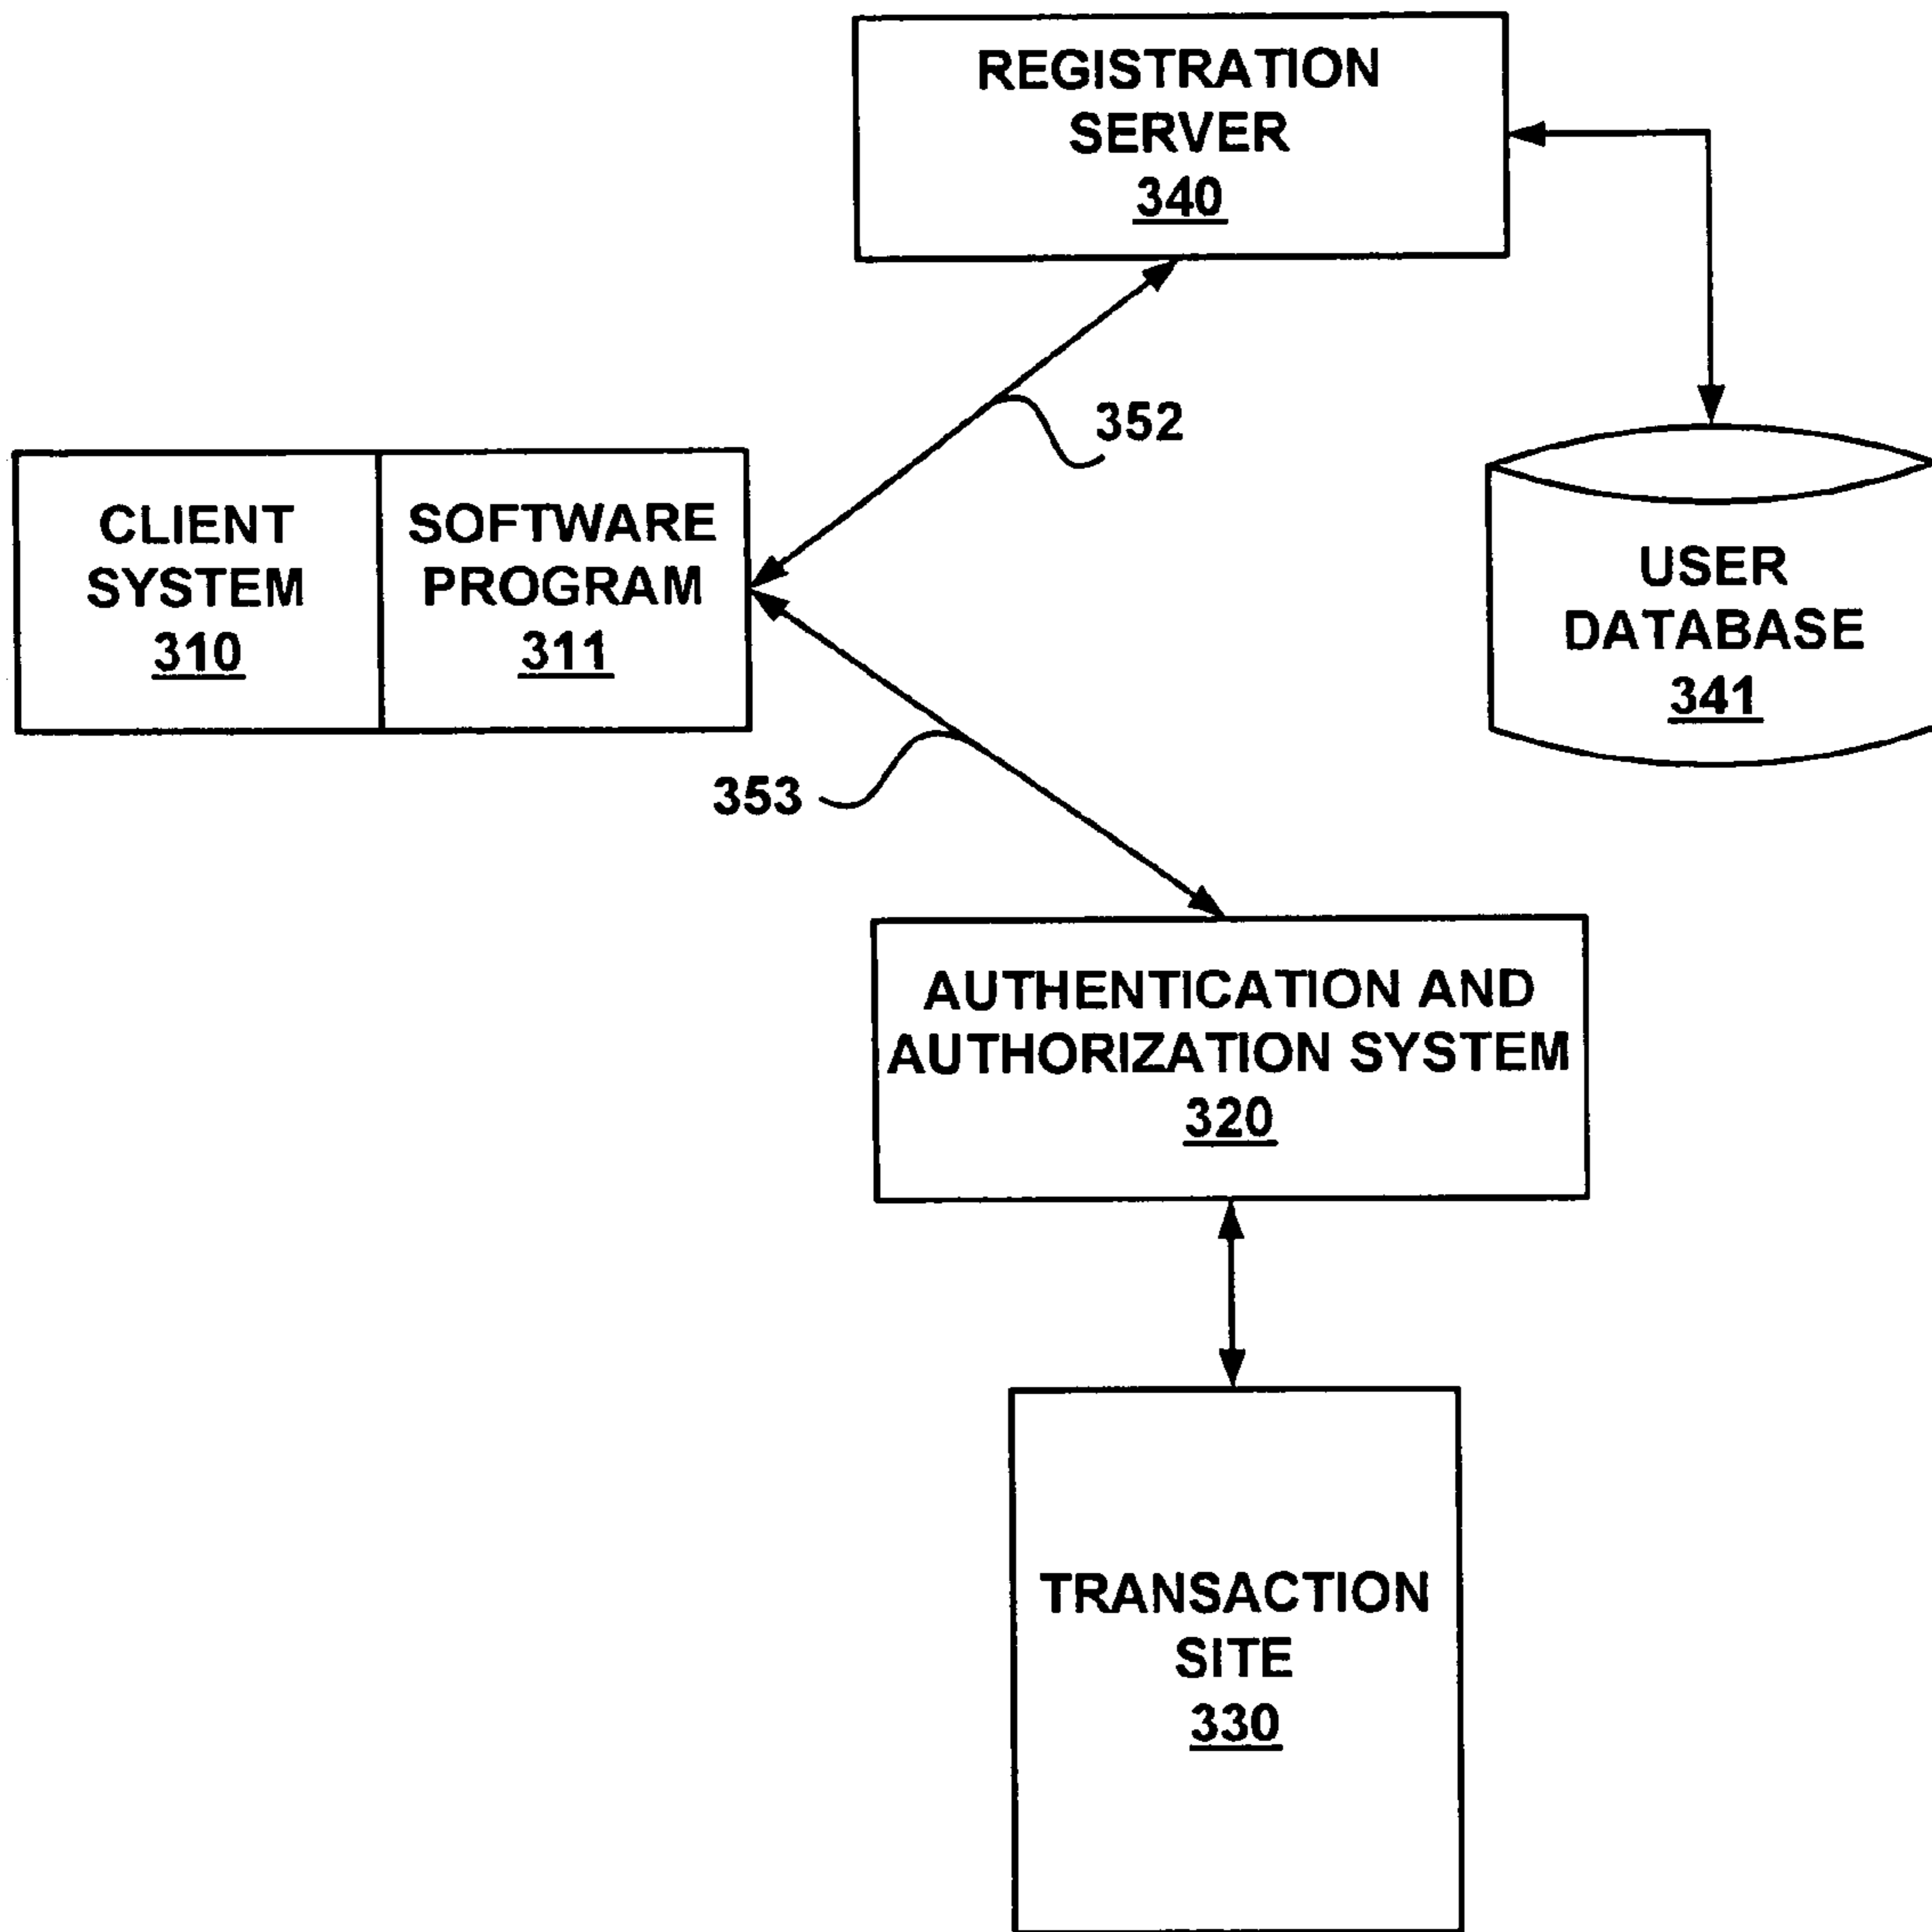 REGISTRATION
SERVER
340
352
CLIENT
SYSTEM
310
SOFTWARE
PROGRAM
311
USER
DATABASE
341
353
AUTHENTICATION AND
AUTHORIZATION SYSTEM
320
TRANSACTION
SITE
330